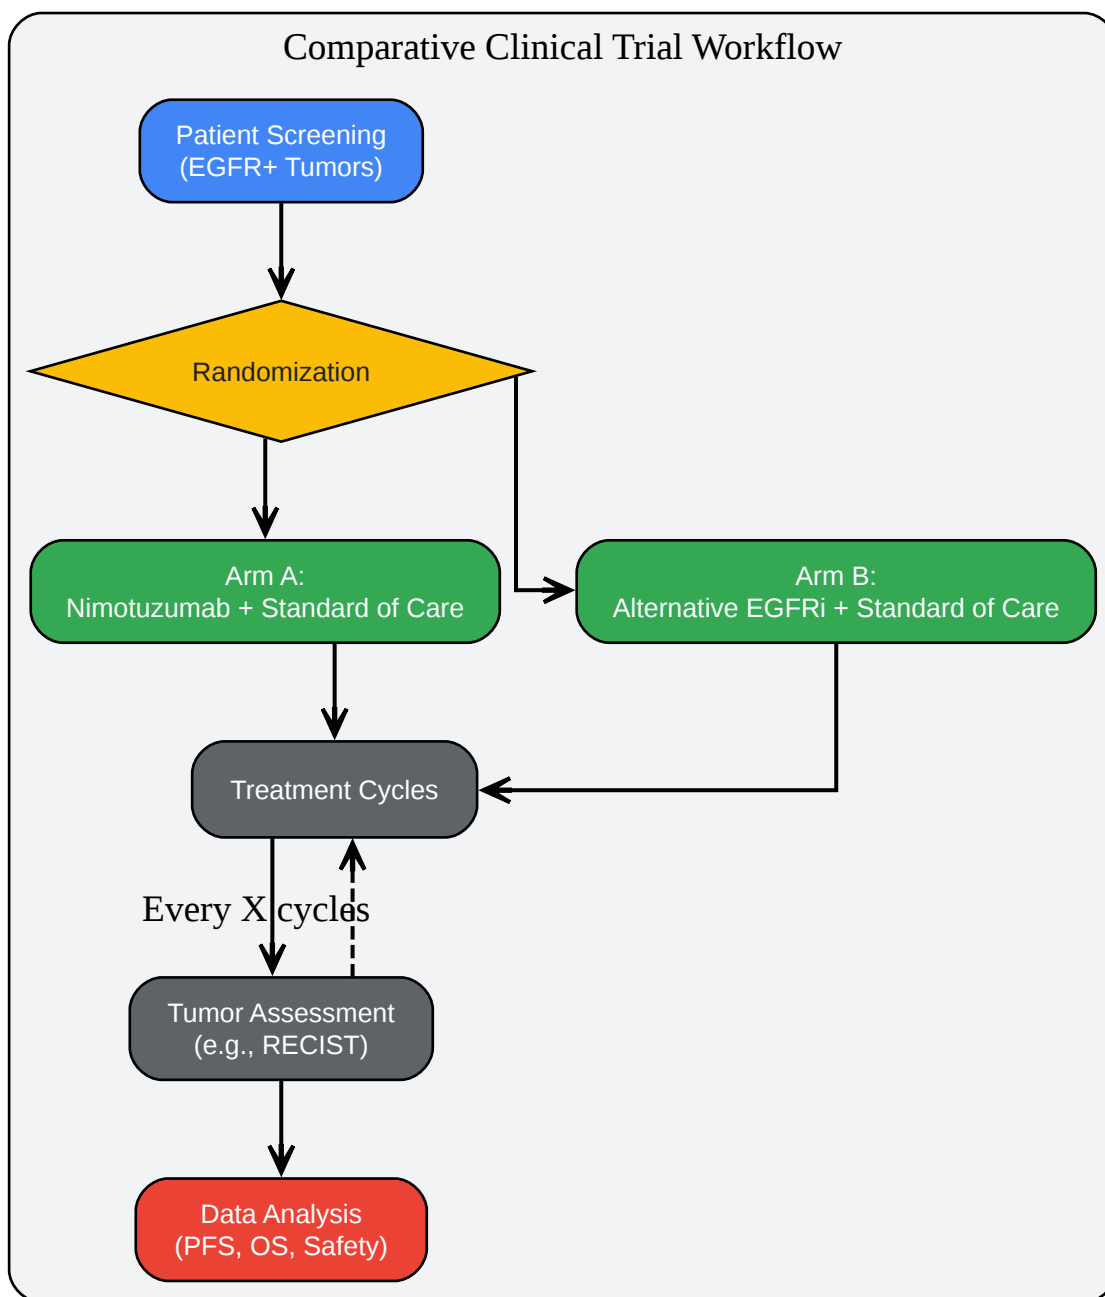 Comparative Clinical Trial Workflow
Patient Screening
(EGFR+ Tumors)
Randomization
Arm A:
Nimotuzumab + Standard of Care
Arm B:
Alternative EGFRi + Standard of Care
Treatment Cycles
Every X cycles
Tumor Assessment
(e.g., RECIST)
Data Analysis
(PFS, OS, Safety)